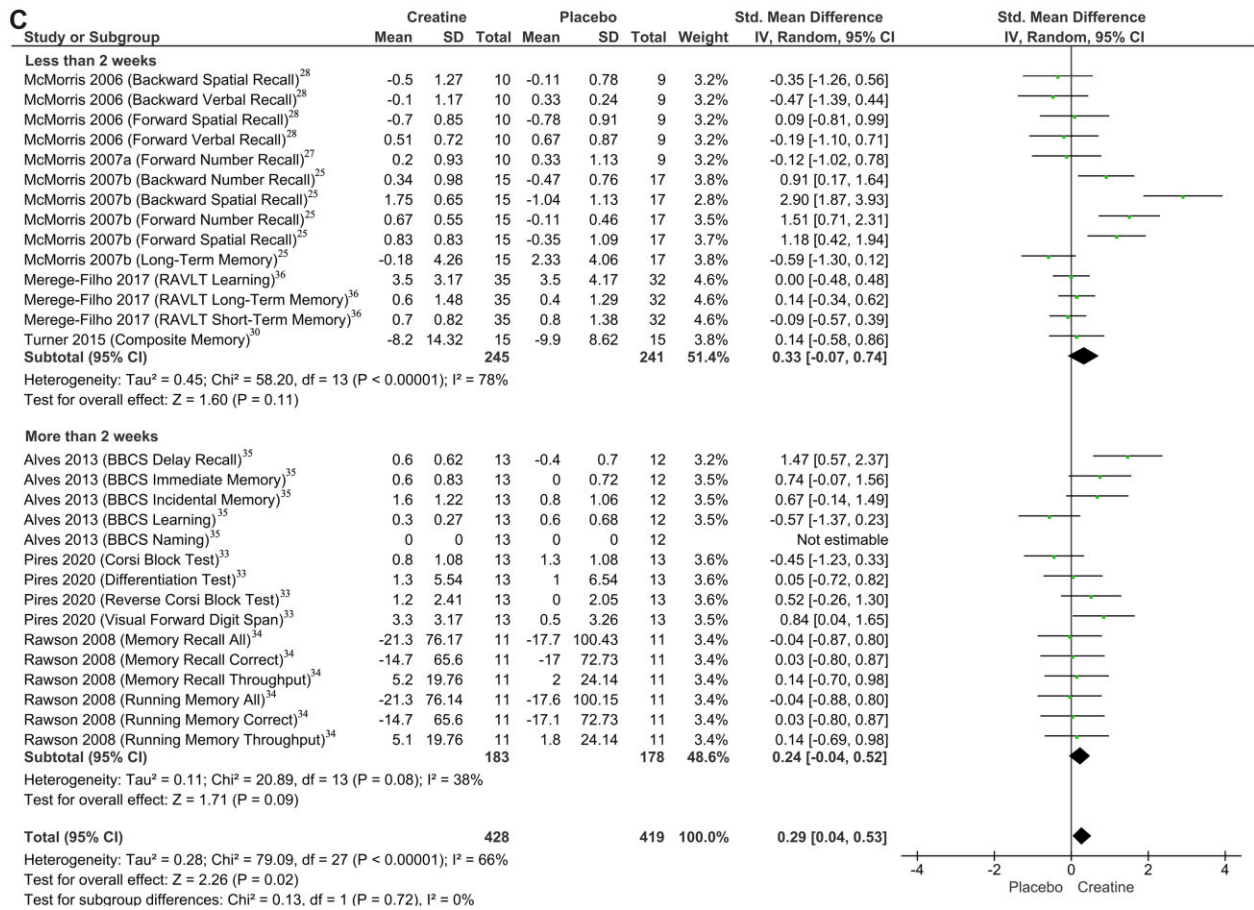 C
Creatine Placebo Std. Mean Difference Std. Mean Difference
Study or Subgroup Mean SD Total Mean SD Total Weight IV, Random, 95% CI IV, Random, 95% CI
Less than 2 weeks
McMorris 2006 (Backward Spatial Recall)28 -0.5 1.27 10 -0.11 0.78 9 3.2% -0.35 [-1.26, 0.56]
McMorris 2006 (Backward Verbal Recall)28 -0.1 1.17 10 0.33 0.24 9 3.2% -0.47 [-1.39, 0.44]
McMorris 2006 (Forward Spatial Recall)28 -0.7 0.85 10 -0.78 0.91 9 3.2% 0.09 [-0.81, 0.99]
McMorris 2006 (Forward Verbal Recall)28 0.51 0.72 10 0.67 0.87 9 3.2% -0.19 [-1.10, 0.71]
McMorris 2007a (Forward Number Recall)27 0.2 0.93 10 0.33 1.13 9 3.2% -0.12 [-1.02, 0.78]
McMorris 2007b (Backward Number Recall)25 0.34 0.98 15 -0.47 0.76 17 3.8% 0.91 [0.17, 1.64]
McMorris 2007b (Backward Spatial Recall)25 1.75 0.65 15 -1.04 1.13 17 2.8% 2.90 [1.87, 3.93]
McMorris 2007b (Forward Number Recall)25 0.67 0.55 15 -0.11 0.46 17 3.6% 1.51 [0.71, 2.31]
McMorris 2007b (Forward Spatial Recall)25 0.83 0.83 15 -0.35 1.09 17 3.7% 1.18 [0.42, 1.94]
McMorris 2007b (Long-Term Memory)25 -0.18 4.26 15 2.33 4.06 17 3.8% -0.59 [-1.30, 0.12]
Merege-Filho 2017 (RAVLT Learning)36 3.5 3.17 35 3.5 4.17 32 4.6% 0.00 [-0.48, 0.48]
Merege-Filho 2017 (RAVLT Long-Term Memory)36 0.6 1.48 35 0.4 1.29 32 4.6% 0.14 [-0.34, 0.62]
Merege-Filho 2017 (RAVLT Short-Term Memory)36 0.7 0.82 35 0.8 1.38 32 4.6% -0.09 [-0.57, 0.39]
Turner 2015 (Composite Memory)30 -8.2 14.32 15 -9.9 8.62 15 3.8% 0.14 [-0.58, 0.86]
Subtotal (95% CI) 245 241 51.4% 0.33 [-0.07, 0.74]
Heterogeneity: Tau² = 0.45; Chi² = 58.20, df = 13 (P < 0.00001); I² = 78%
Test for overall effect: Z = 1.60 (P = 0.11)
More than 2 weeks
Alves 2013 (BBCS Delay Recall)35 0.6 0.62 13 -0.4 0.7 12 3.2% 1.47 [0.57, 2.37]
Alves 2013 (BBCS Immediate Memory)35 0.6 0.83 13 0 0.72 12 3.5% 0.74 [-0.07, 1.56]
Alves 2013 (BBCS Incidental Memory)35 1.6 1.22 13 0.8 1.06 12 3.5% 0.67 [-0.14, 1.49]
Alves 2013 (BBCS Learning)35 0.3 0.27 13 0.6 0.68 12 3.5% -0.57 [-1.37, 0.23]
Alves 2013 (BBCS Naming)35 0 0 13 0 0 12 Not estimable
Pires 2020 (Corsi Block Test)33 0.8 1.08 13 1.3 1.08 13 3.6% -0.45 [-1.23, 0.33]
Pires 2020 (Differentiation Test)33 1.3 5.54 13 1 6.54 13 3.6% 0.05 [-0.72, 0.82]
Pires 2020 (Reverse Corsi Block Test)33 1.2 2.41 13 0 2.05 13 3.6% 0.52 [-0.26, 1.30]
Pires 2020 (Visual Forward Digit Span)33 3.3 3.17 13 0.5 3.26 13 3.5% 0.84 [0.04, 1.65]
Rawson 2008 (Memory Recall All)34 -21.3 76.17 11 -17.7 100.43 11 3.4% -0.04 [-0.87, 0.80]
Rawson 2008 (Memory Recall Correct)34 -14.7 65.6 11 -17 72.73 11 3.4% 0.03 [-0.80, 0.87]
Rawson 2008 (Memory Recall Throughput)34 5.2 19.76 11 2 24.14 11 3.4% 0.14 [-0.70, 0.98]
Rawson 2008 (Running Memory All)34 -21.3 76.14 11 -17.6 100.15 11 3.4% -0.04 [-0.88, 0.80]
Rawson 2008 (Running Memory Correct)34 -14.7 65.6 11 -17.1 72.73 11 3.4% 0.03 [-0.80, 0.87]
Rawson 2008 (Running Memory Throughput)34 5.1 19.76 11 1.8 24.14 11 3.4% 0.14 [-0.69, 0.98]
Subtotal (95% CI) 183 178 48.6% 0.24 [-0.04, 0.52]
Heterogeneity: Tau² = 0.11; Chi² = 20.89, df = 13 (P = 0.08); I² = 38%
Test for overall effect: Z = 1.71 (P = 0.09)
Total (95% CI) 428 419 100.0% 0.29 [0.04, 0.53]
Heterogeneity: Tau² = 0.28; Chi² = 79.09, df = 27 (P < 0.00001); I² = 66%
Test for overall effect: Z = 2.26 (P = 0.02)
Test for subgroup differences: Chi² = 0.13, df = 1 (P = 0.72), I² = 0%
-4 -2 0 2 4
Placebo Creatine